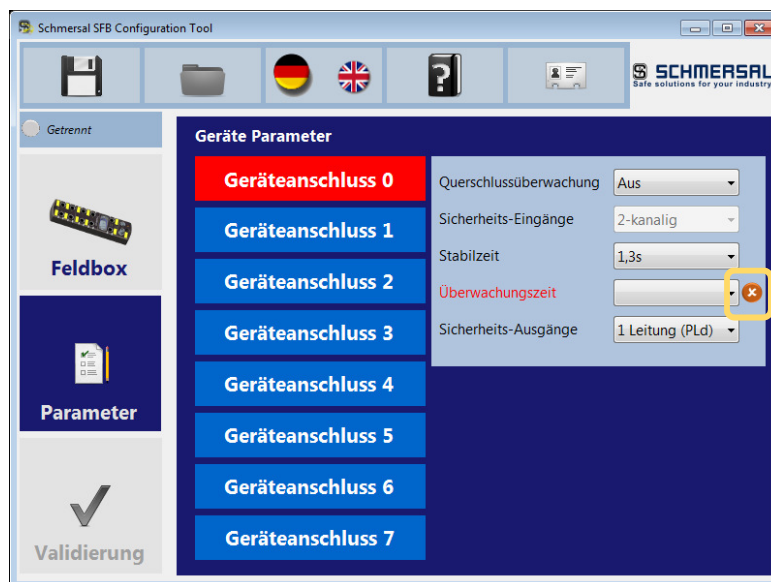 Schmersal SFB Configuration Tool
SCHMERSAL
Safe solutions for your industry
Getrennt
Feldbox
Parameter
Validierung
Geräte Parameter
Geräteanschluss 0
Geräteanschluss 1
Geräteanschluss 2
Geräteanschluss 3
Geräteanschluss 4
Geräteanschluss 5
Geräteanschluss 6
Geräteanschluss 7
Querschlussüberwachung Aus
Sicherheits-Eingänge 2-kanalig
Stabilzeit 1,3s
Überwachungszeit
Sicherheits-Ausgänge 1 Leitung (PLd)